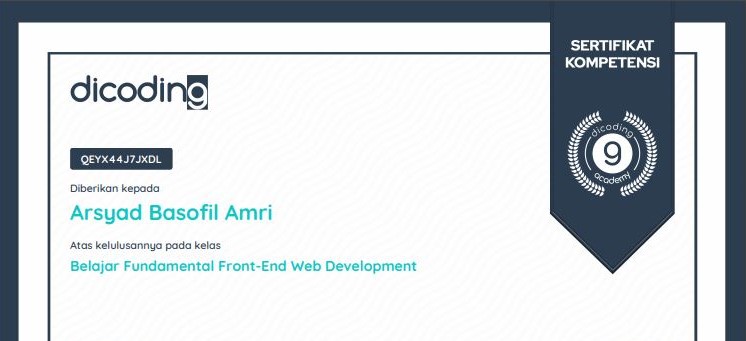 SERTIFIKAT
KOMPETENSI
dicoding
dicoding
9
academy
QEYX44J7JXDL
Diberikan kepada
Arsyad Basofil Amri
Atas kelulusannya pada kelas
Belajar Fundamental Front-End Web Development